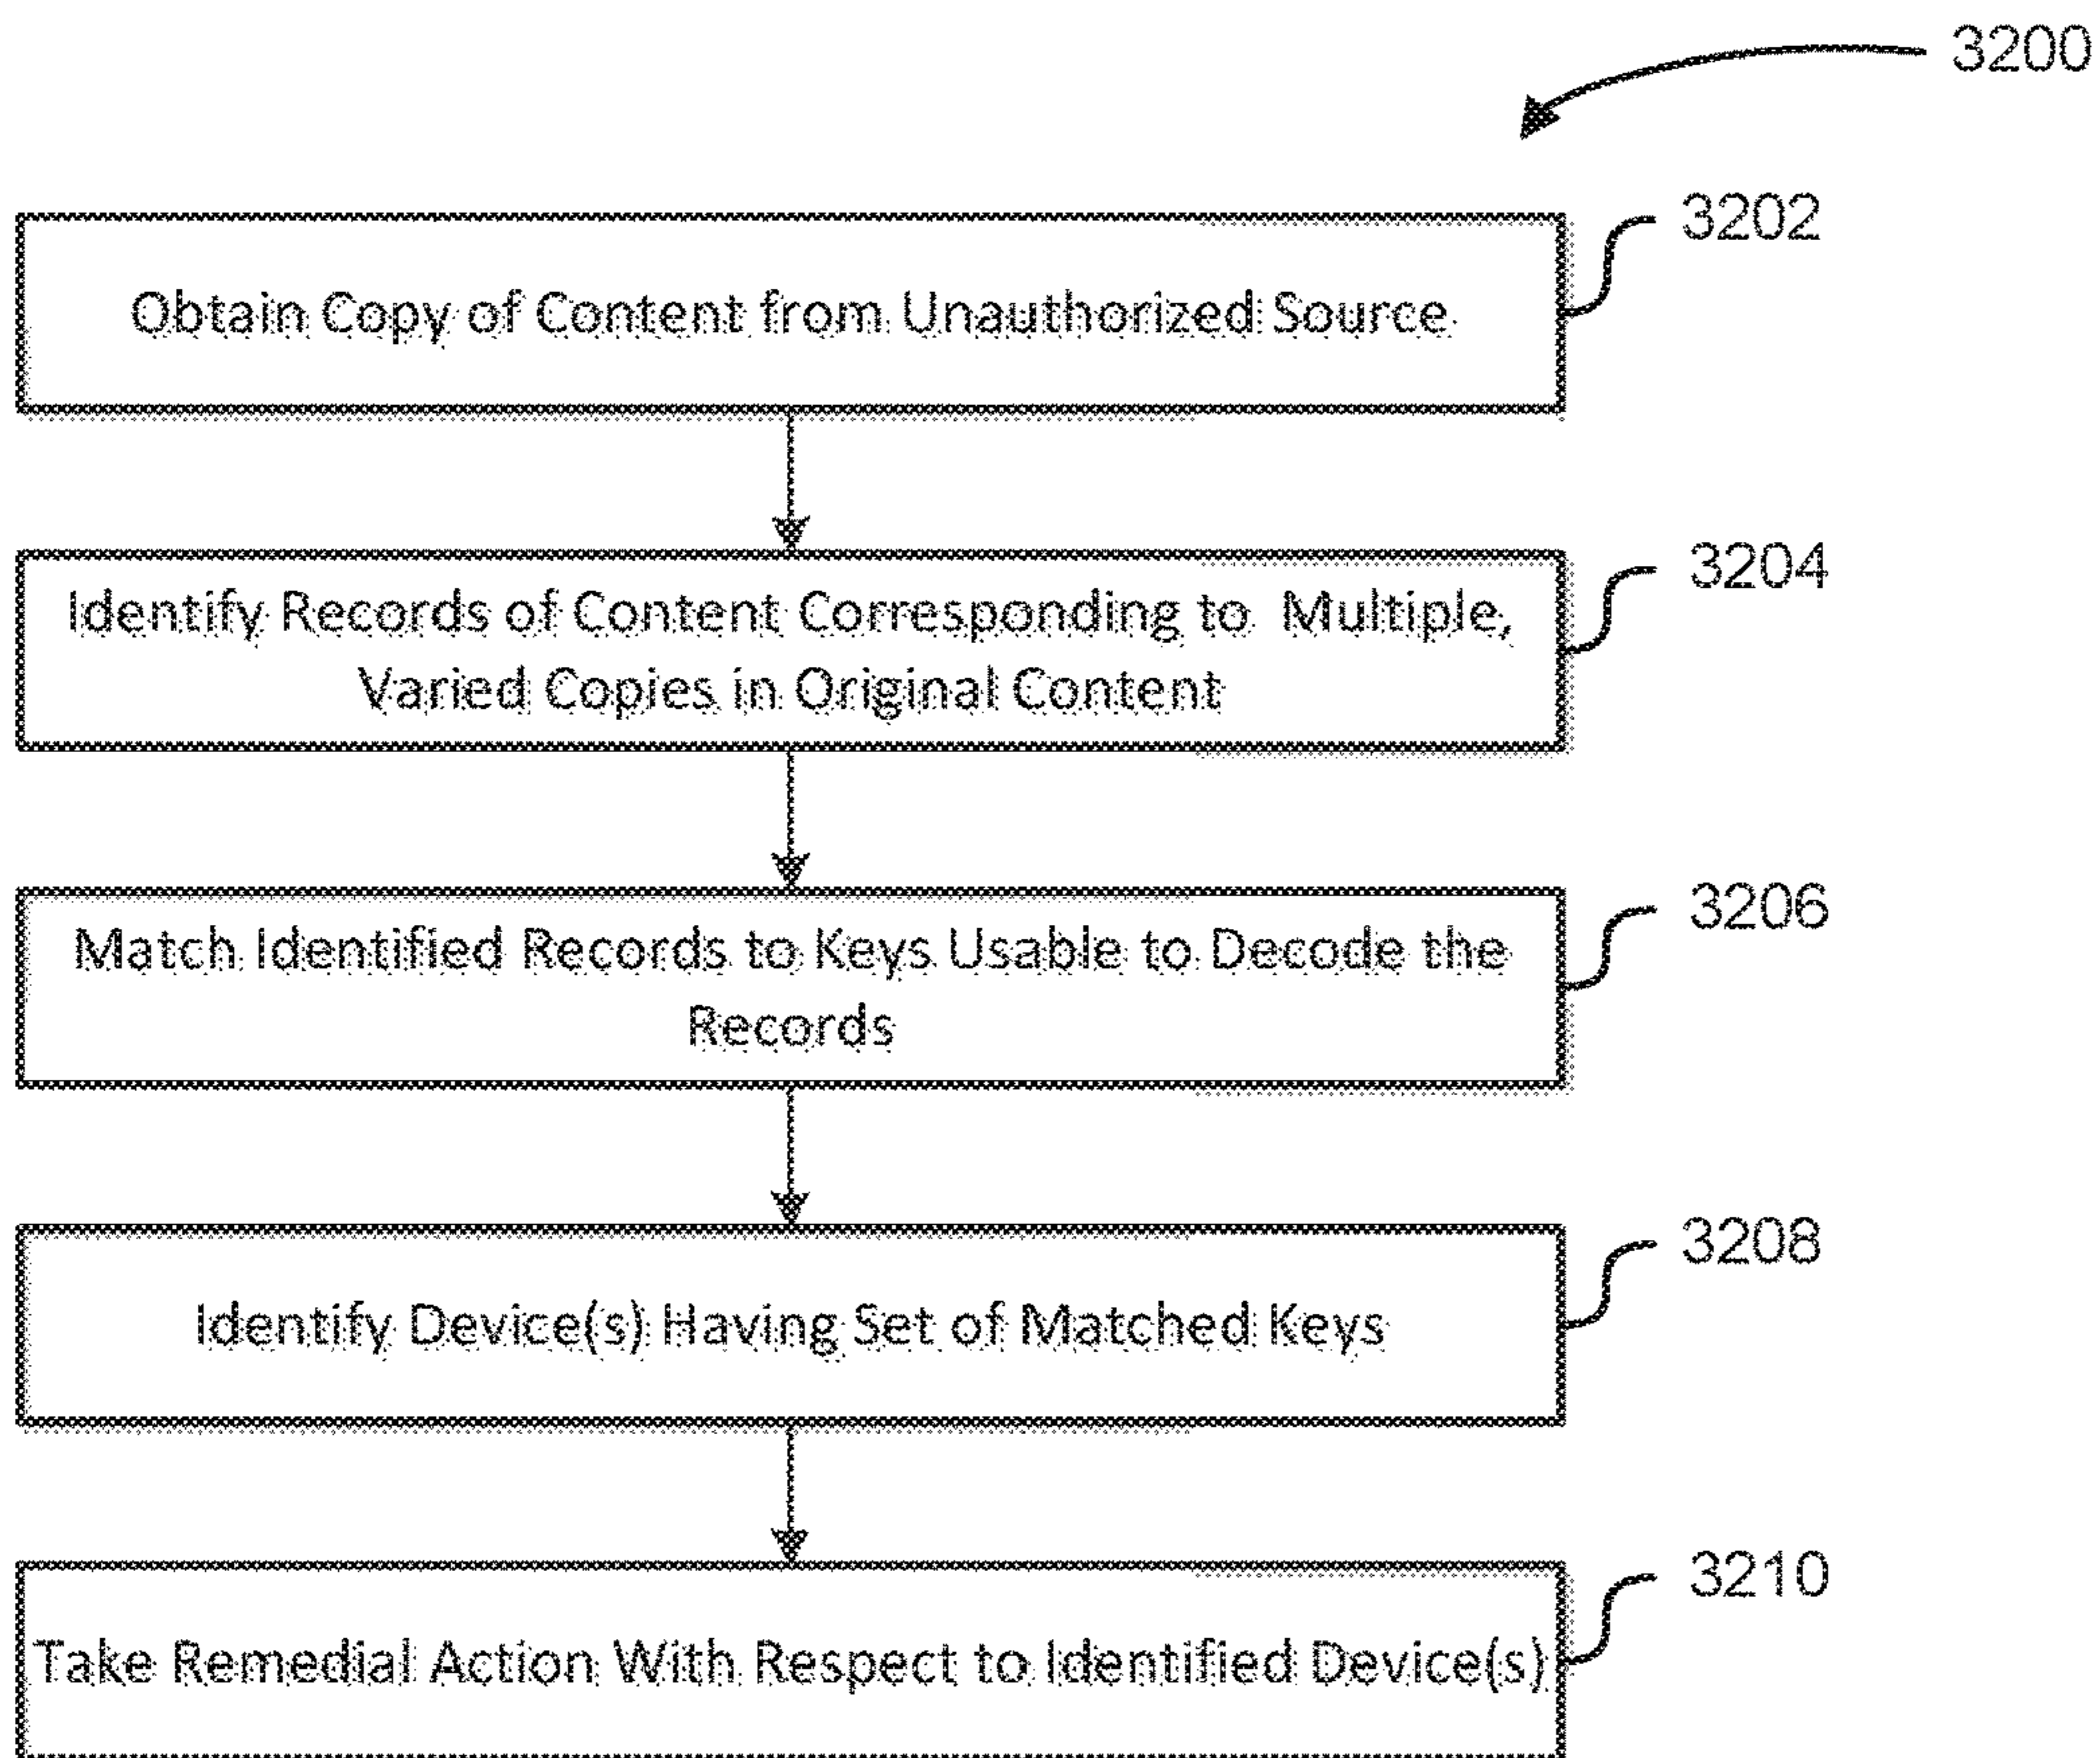 3200
3202
Obtain Copy of Content from Unauthorized Source
3204
Identify Records of Content Corresponding to Multiple,
Varied Copies in Original Content
3206
Match Identified Records to Keys Usable to Decode the
Records
3208
Identify Device(s) Having Set of Matched Keys
3210
Take Remedial Action With Respect to Identified Device(s)